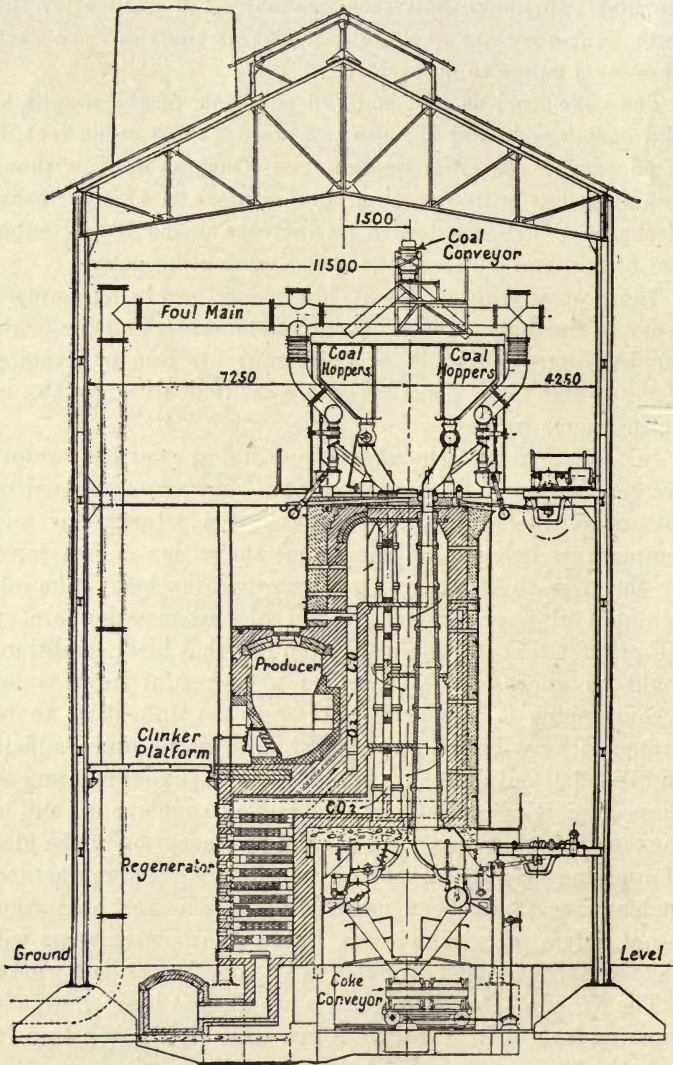 1500
Coal
Conveyor
11500
Foul Main
Coal
Hoppers
Coal
Hoppers
7250
4250
Producer
CO
O2
Clinker
Platform
CO2
Regenerator
Ground
Level
Coke
Conveyor